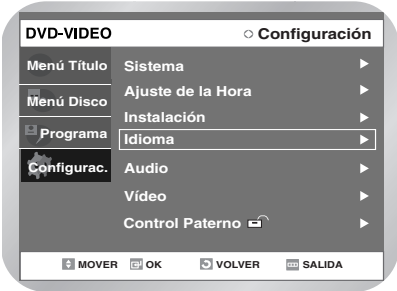 DVD-VIDEO
Configuración
Menú Título
Menú Disco
Programa
Configurac.
Sistema
Ajuste de la Hora
Instalación
Idioma
Audio
Vídeo
Control Paterno
MOVER OK VOLVER SALIDA